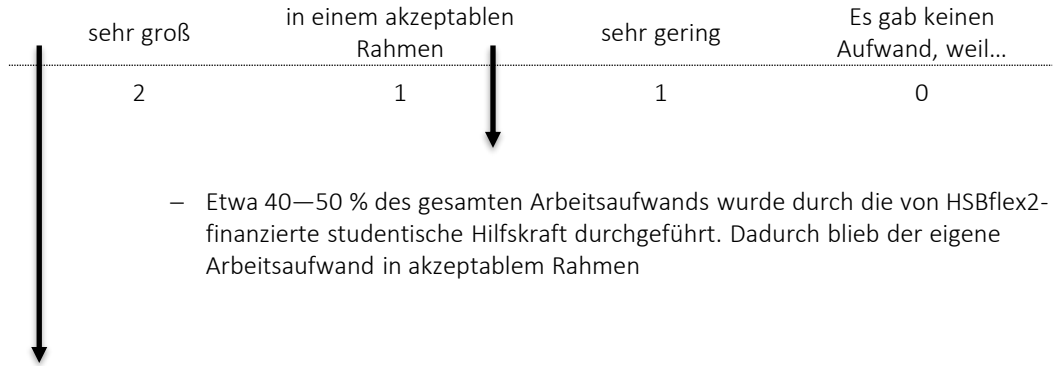 sehr groß
in einem akzeptablen
Rahmen
sehr gering
Es gab keinen
Aufwand, weil...
2 1 1 0
– Etwa 40—50 % des gesamten Arbeitsaufwands wurde durch die von HSBflex2-
finanzierte studentische Hilfskraft durchgeführt. Dadurch blieb der eigene
Arbeitsaufwand in akzeptablem Rahmen